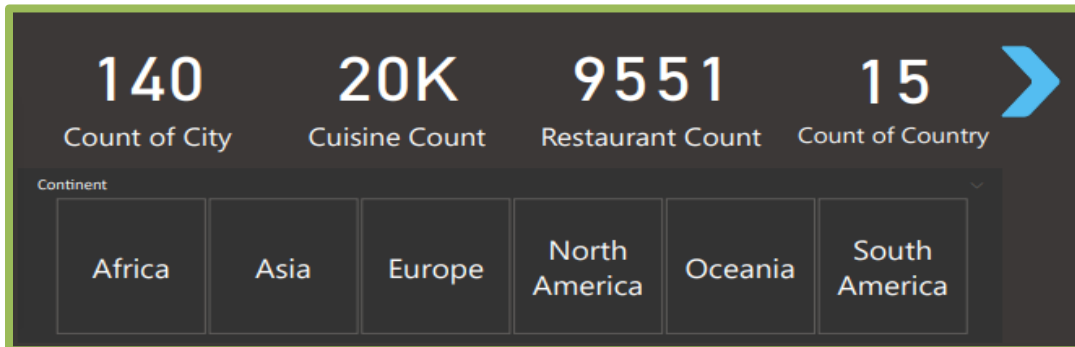 140 20K 9551 15
Count of City Cuisine Count Restaurant Count Count of Country
Continent
Africa Asia Europe North America Oceania South America